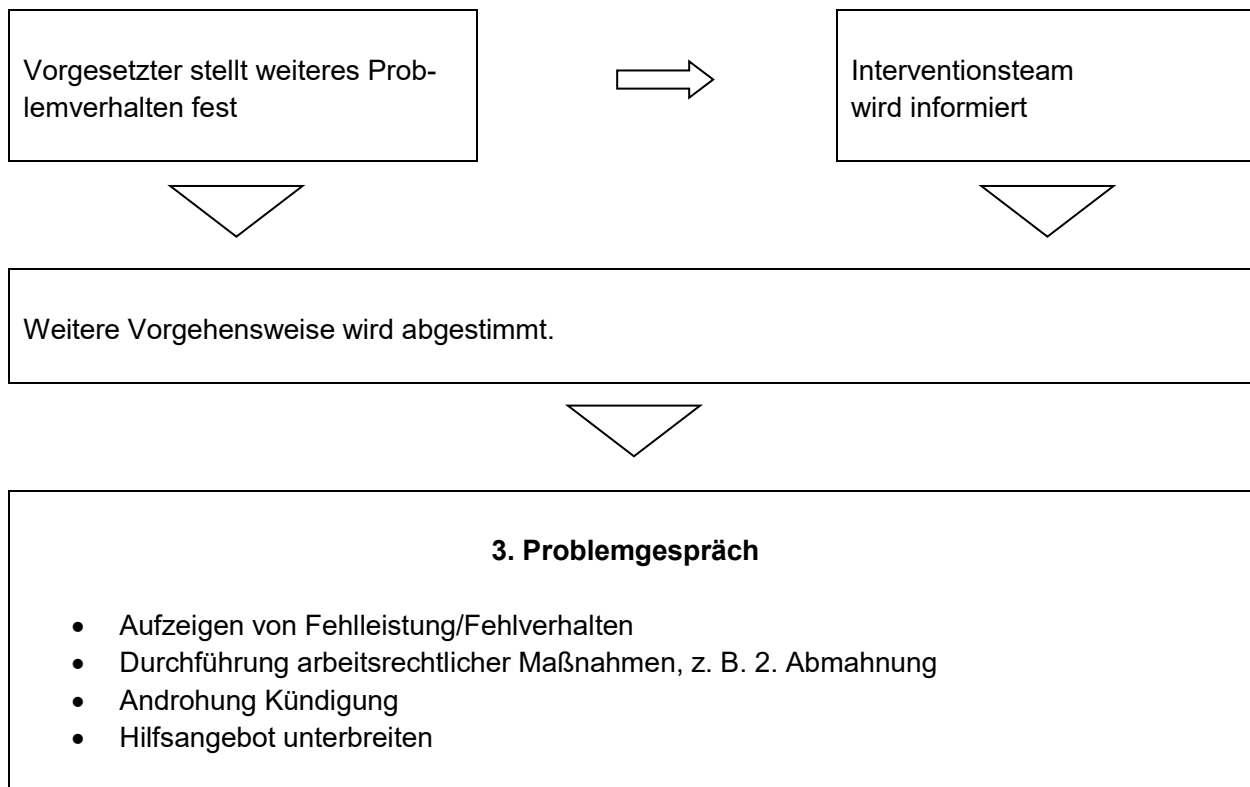 Vorgesetzter stellt weiteres Prob-
lemverhalten fest
Interventionsteam
wird informiert
Weitere Vorgehensweise wird abgestimmt.
3. Problemgespräch
• Aufzeigen von Fehlleistung/Fehlverhalten
• Durchführung arbeitsrechtlicher Maßnahmen, z. B. 2. Abmahnung
• Androhung Kündigung
• Hilfsangebot unterbreiten